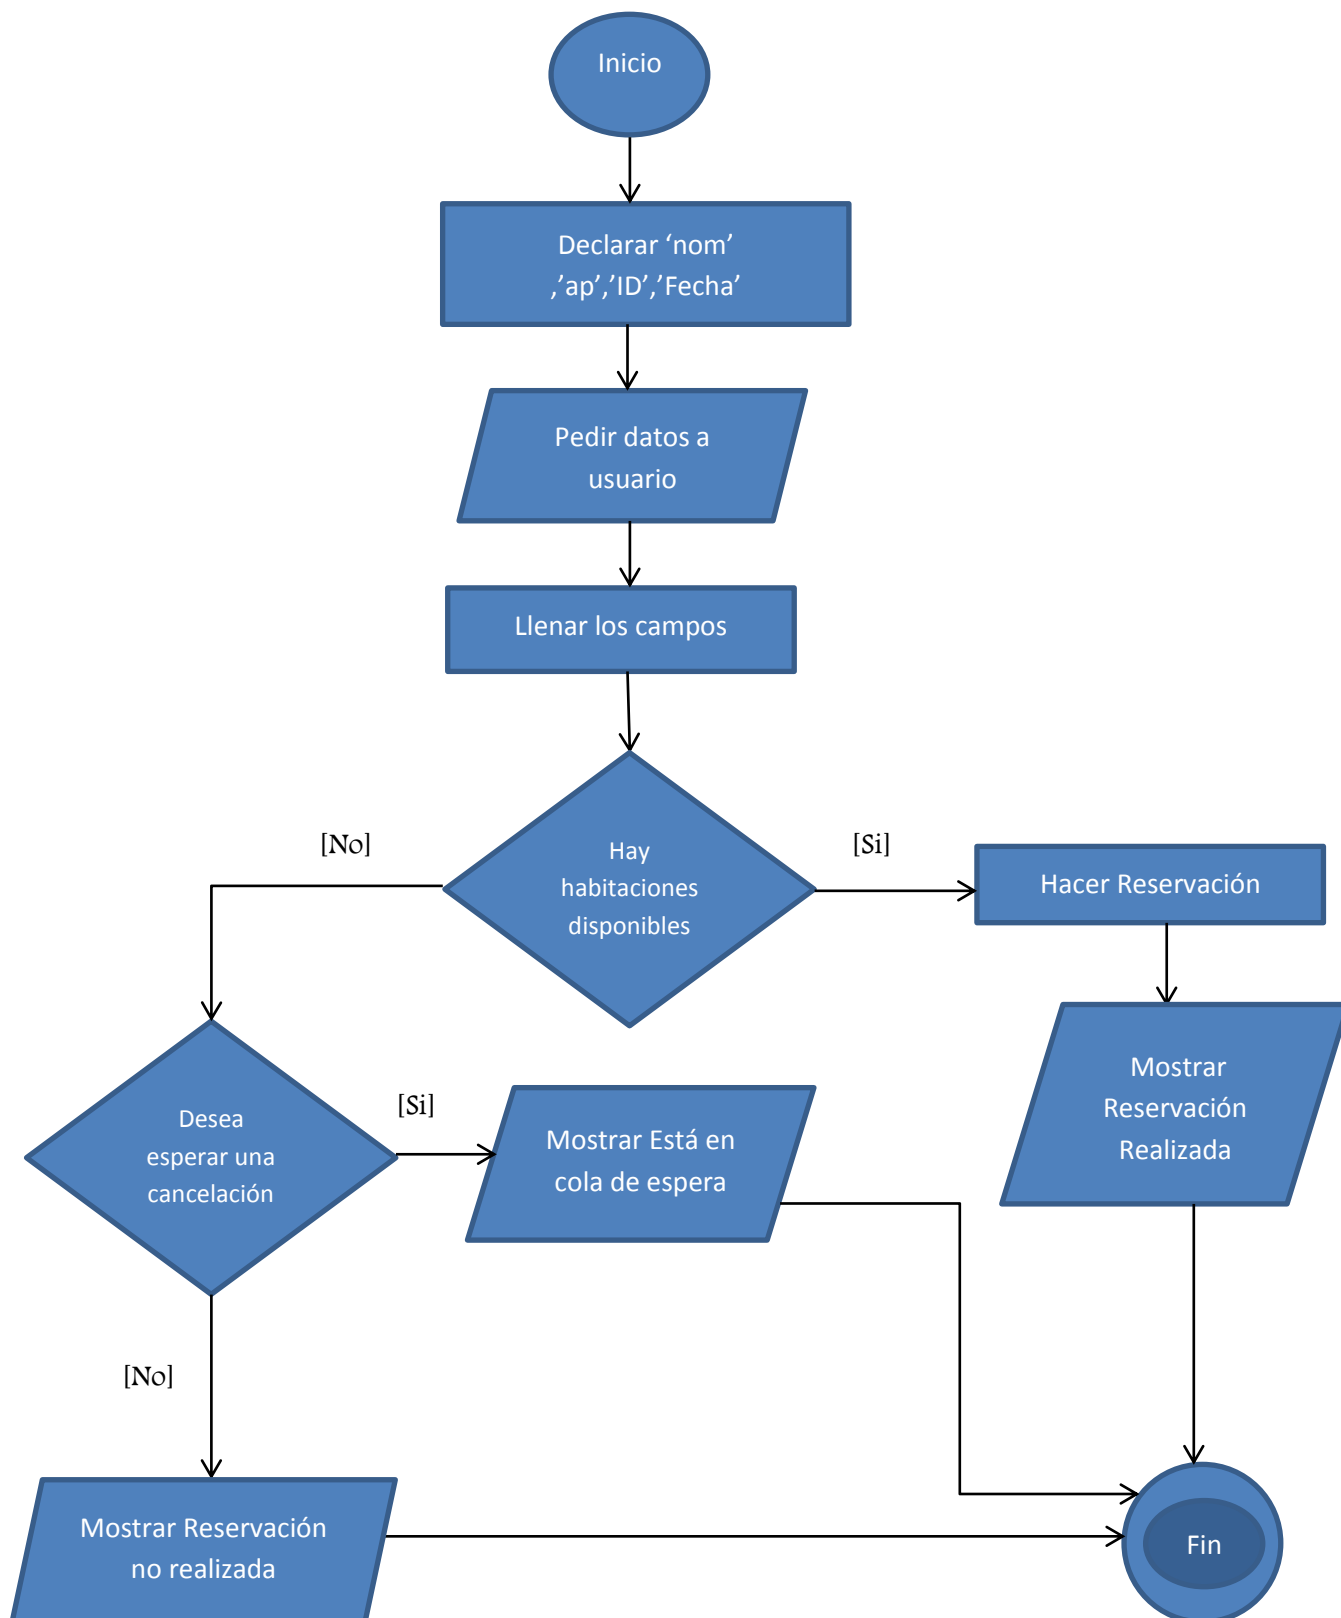 Inicio
Declarar ‘nom’
,’ap’,’ID’,’Fecha’
Pedir datos a
usuario
Llenar los campos
[No]
Hay
habitaciones
disponibles
[Si]
Hacer Reservación
Desea
esperar una
cancelación
[Si]
Mostrar Está en
cola de espera
Mostrar
Reservación
Realizada
[No]
Mostrar Reservación
no realizada
Fin